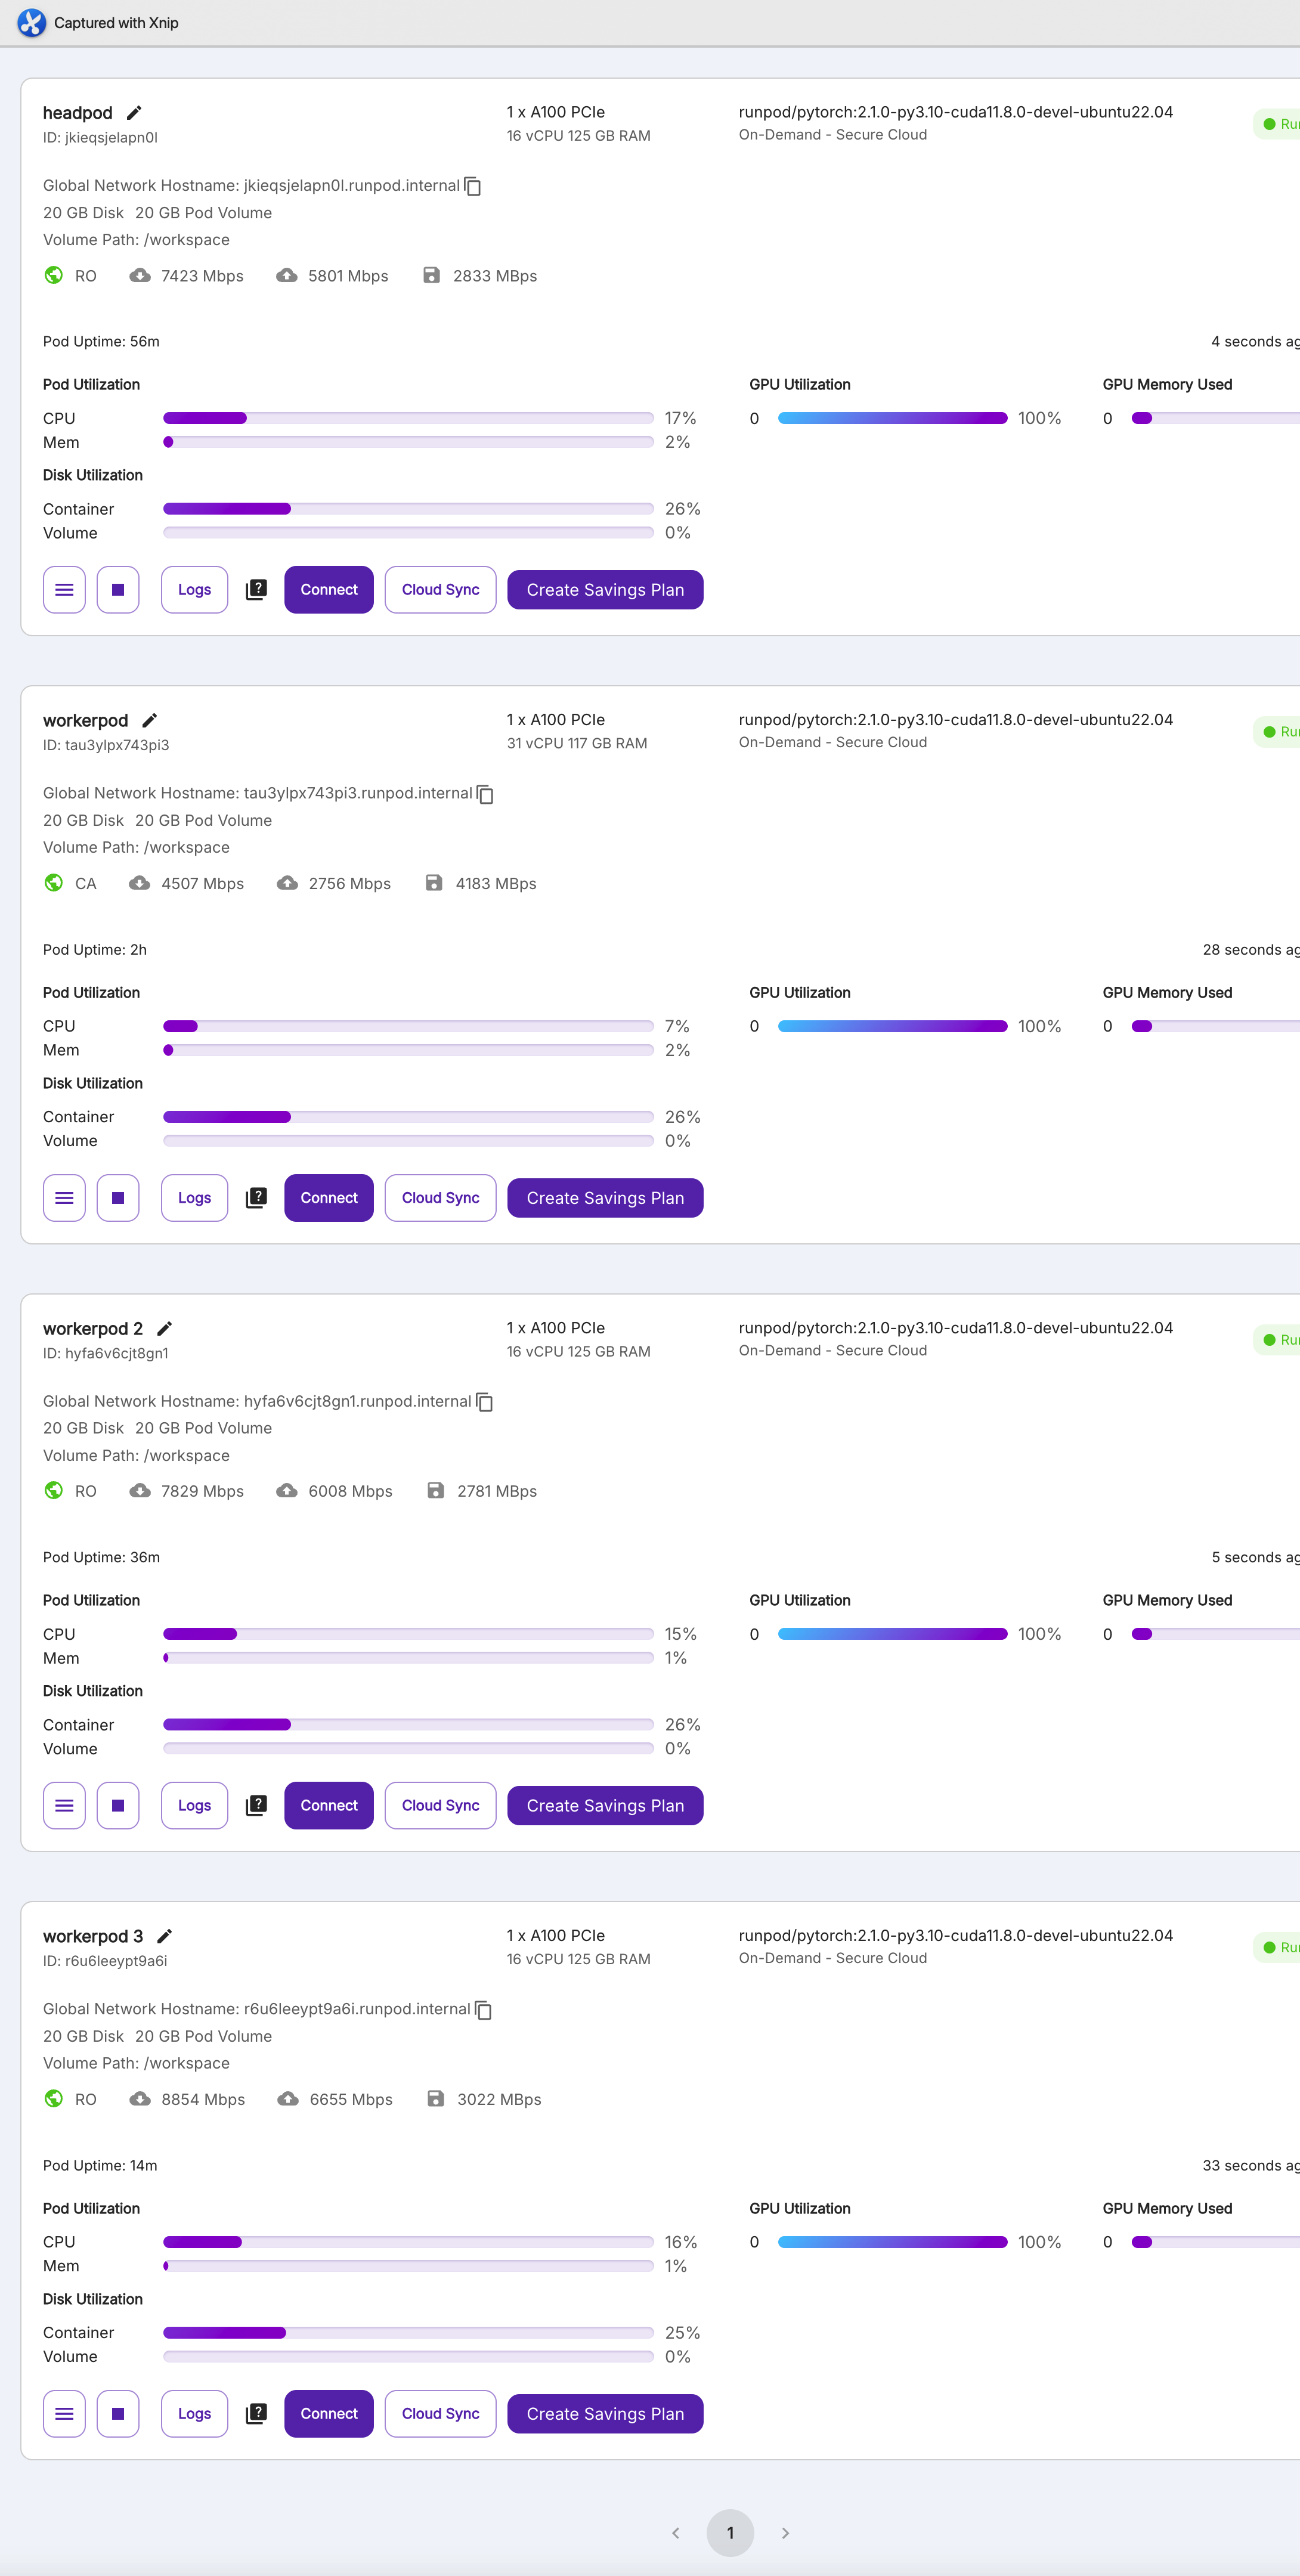 Captured with Xnip
headpod
1 x A100 PCIe
runpod/pytorch:2.1.0-py3.10-cuda11.8.0-devel-ubuntu22.04
ID: jkieqsjelapn0l
16 vCPU 125 GB RAM
On-Demand - Secure Cloud
Run
Global Network Hostname: jkieqsjelapn0l.runpod.internal
20 GB Disk 20 GB Pod Volume
Volume Path: /workspace
RO 7423 Mbps 5801 Mbps 2833 MBps
Pod Uptime: 56m
4 seconds ag
Pod Utilization
GPU Utilization
GPU Memory Used
CPU 17%
0 100%
0
Mem 2%
Disk Utilization
Container 26%
Volume 0%
Logs Connect Cloud Sync Create Savings Plan
workerpod
1 x A100 PCIe
runpod/pytorch:2.1.0-py3.10-cuda11.8.0-devel-ubuntu22.04
ID: tau3ylpx743pi3
31 vCPU 117 GB RAM
On-Demand - Secure Cloud
Run
Global Network Hostname: tau3ylpx743pi3.runpod.internal
20 GB Disk 20 GB Pod Volume
Volume Path: /workspace
CA 4507 Mbps 2756 Mbps 4183 MBps
Pod Uptime: 2h
28 seconds ag
Pod Utilization
GPU Utilization
GPU Memory Used
CPU 7%
0 100%
0
Mem 2%
Disk Utilization
Container 26%
Volume 0%
Logs Connect Cloud Sync Create Savings Plan
workerpod 2
1 x A100 PCIe
runpod/pytorch:2.1.0-py3.10-cuda11.8.0-devel-ubuntu22.04
ID: hyfa6v6cjt8gn1
16 vCPU 125 GB RAM
On-Demand - Secure Cloud
Run
Global Network Hostname: hyfa6v6cjt8gn1.runpod.internal
20 GB Disk 20 GB Pod Volume
Volume Path: /workspace
RO 7829 Mbps 6008 Mbps 2781 MBps
Pod Uptime: 36m
5 seconds ag
Pod Utilization
GPU Utilization
GPU Memory Used
CPU 15%
0 100%
0
Mem 1%
Disk Utilization
Container 26%
Volume 0%
Logs Connect Cloud Sync Create Savings Plan
workerpod 3
1 x A100 PCIe
runpod/pytorch:2.1.0-py3.10-cuda11.8.0-devel-ubuntu22.04
ID: r6u6leeypt9a6i
16 vCPU 125 GB RAM
On-Demand - Secure Cloud
Run
Global Network Hostname: r6u6leeypt9a6i.runpod.internal
20 GB Disk 20 GB Pod Volume
Volume Path: /workspace
RO 8854 Mbps 6655 Mbps 3022 MBps
Pod Uptime: 14m
33 seconds ag
Pod Utilization
GPU Utilization
GPU Memory Used
CPU 16%
0 100%
0
Mem 1%
Disk Utilization
Container 25%
Volume 0%
Logs Connect Cloud Sync Create Savings Plan
1